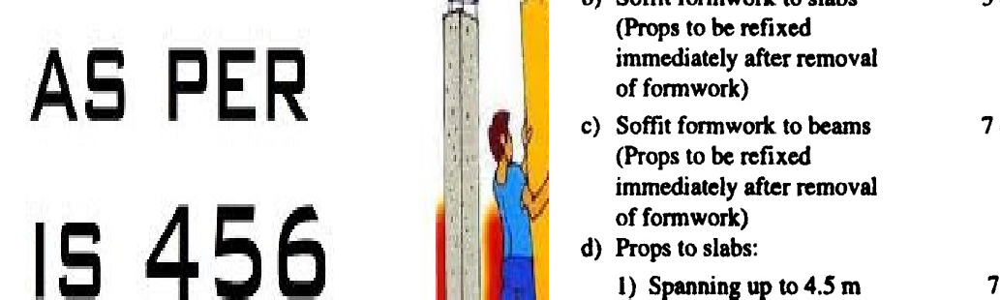 AS PER
IS 456
b) Soffit formwork to slabs
(Props to be refixed
immediately after removal
of formwork)
c) Soffit formwork to beams 7
(Props to be refixed
immediately after removal
of formwork)
d) Props to slabs:
1) Spanning up to 4.5 m 7